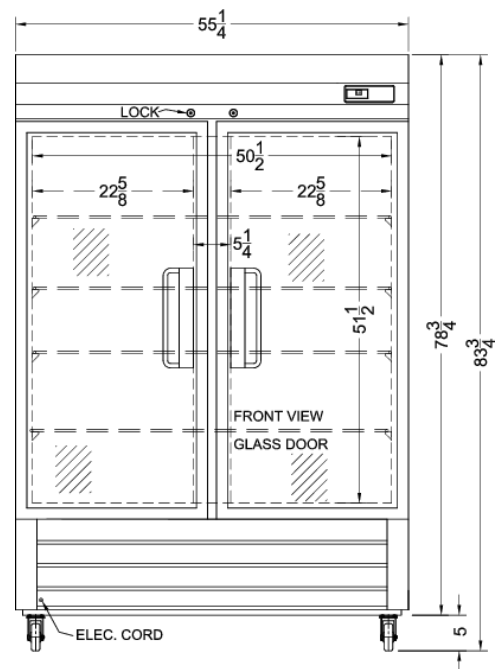 55 1/4
LOCK
50 1/2
22 5/8
22 5/8
5 1/4
51 1/2
78 3/4
83 3/4
FRONT VIEW
GLASS DOOR
5
ELEC. CORD